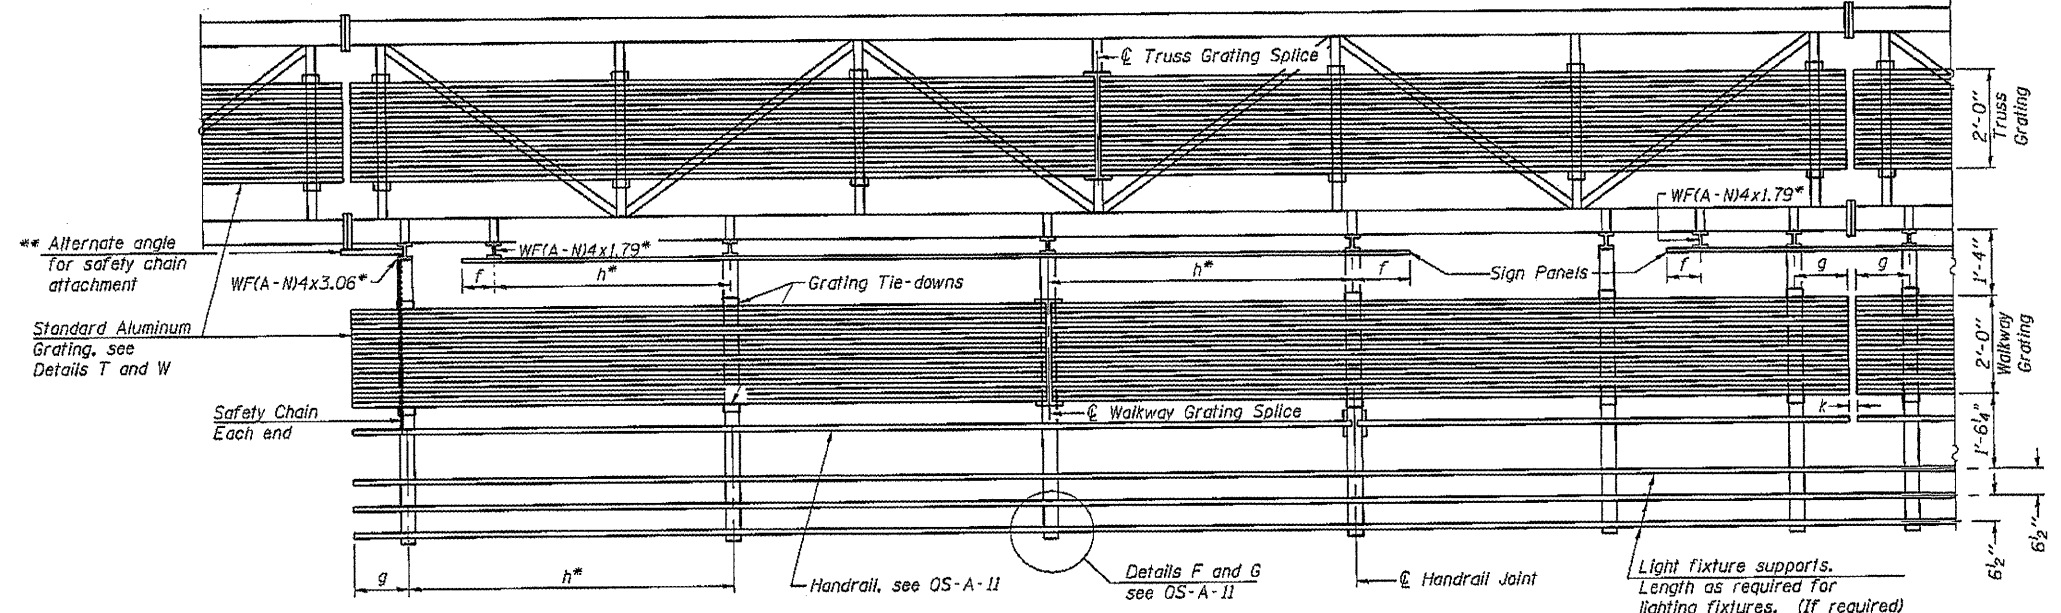 ℄ Truss Grating Splice
2'-0"
Truss
Grating
WF(A-N)4x1.79*
** Alternate angle
for safety chain
attachment
WF(A-N)4x1.79*
WF(A-N)4x3.06*
f
h*
h*
f
Sign Panels
f
g
g
1'-4"
Grating Tie-downs
Standard Aluminum
Grating, see
Details T and W
2'-0"
Walkway
Grating
Safety Chain
Each end
℄ Walkway Grating Splice
k
1'-6¼"
g
h*
Handrail, see OS-A-11
Details F and G
see OS-A-11
℄ Handrail Joint
Light fixture supports.
Length as required for
lighting fixtures. (If required)
6½"
6½"